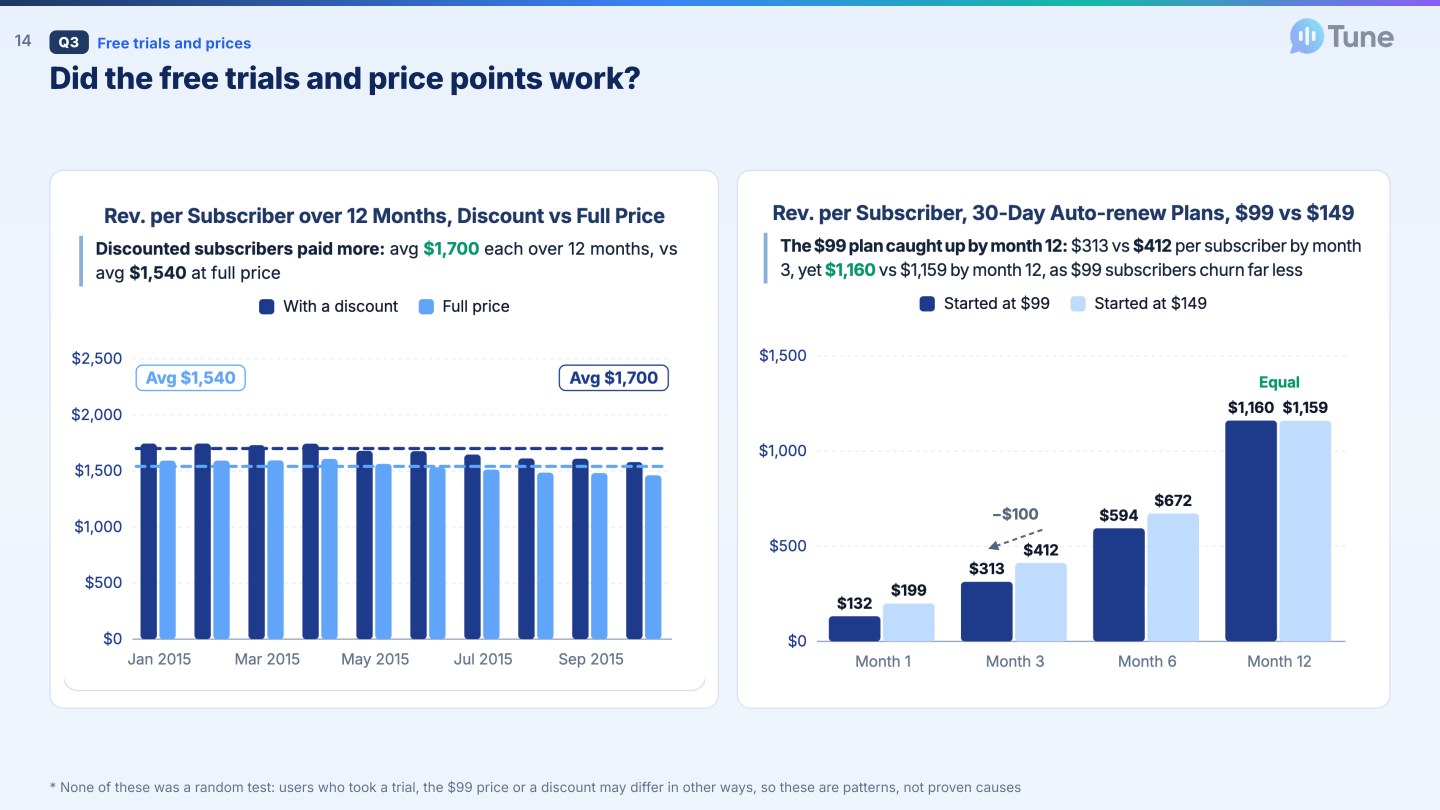 14
Q3
Free trials and prices
Tune
Did the free trials and price points work?
Rev. per Subscriber over 12 Months, Discount vs Full Price
Discounted subscribers paid more: avg $1,700 each over 12 months, vs
avg $1,540 at full price
With a discount
Full price
$2,500
$2,000
$1,500
$1,000
$500
$0
Avg $1,540
Avg $1,700
Jan 2015
Mar 2015
May 2015
Jul 2015
Sep 2015
Rev. per Subscriber, 30-Day Auto-renew Plans, $99 vs $149
The $99 plan caught up by month 12: $313 vs $412 per subscriber by month
3, yet $1,160 vs $1,159 by month 12, as $99 subscribers churn far less
Started at $99
Started at $149
$1,500
$1,000
$500
$0
$132
$199
−$100
$313
$412
$594
$672
Equal
$1,160
$1,159
Month 1
Month 3
Month 6
Month 12
* None of these was a random test: users who took a trial, the $99 price or a discount may differ in other ways, so these are patterns, not proven causes